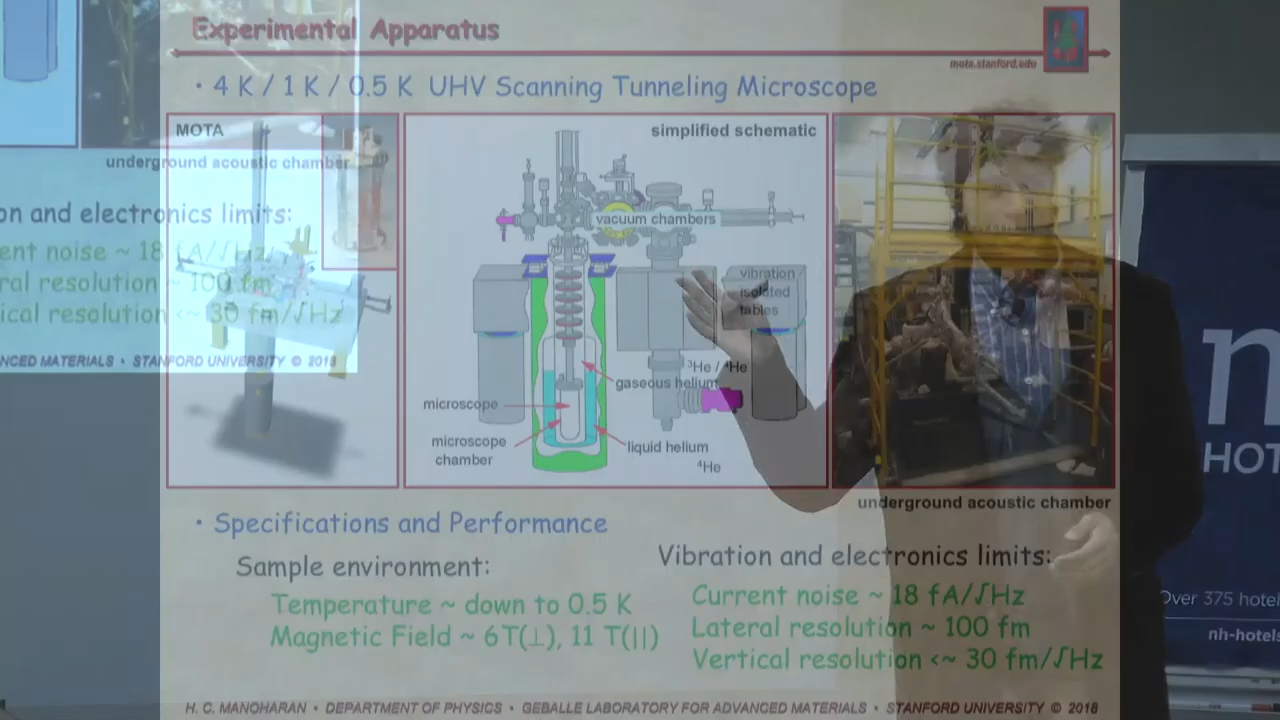 Experimental Apparatus
mota.stanford.edu
• 4 K / 1 K / 0.5 K UHV Scanning Tunneling Microscope
MOTA
simplified schematic
vacuum chambers
vibration
isolated
tables
³He / ⁴He
gaseous helium
microscope
microscope
chamber
liquid helium
⁴He
underground acoustic chamber
• Specifications and Performance
Sample environment:
Temperature ~ down to 0.5 K
Magnetic Field ~ 6T(⊥), 11 T(||)
Vibration and electronics limits:
Current noise ~ 18 fA/√Hz
Lateral resolution ~ 100 fm
Vertical resolution <~ 30 fm/√Hz
H. C. MANOHARAN • DEPARTMENT OF PHYSICS • GEBALLE LABORATORY FOR ADVANCED MATERIALS • STANFORD UNIVERSITY © 2018
underground acoustic chamber
on and electronics limits:
ent noise ~ 18 fA/√Hz
ral resolution ~ 100 fm
ical resolution <~ 30 fm/√Hz
NCED MATERIALS • STANFORD UNIVERSITY © 2018
n
HOT
Over 375 hotel
nh-hotels